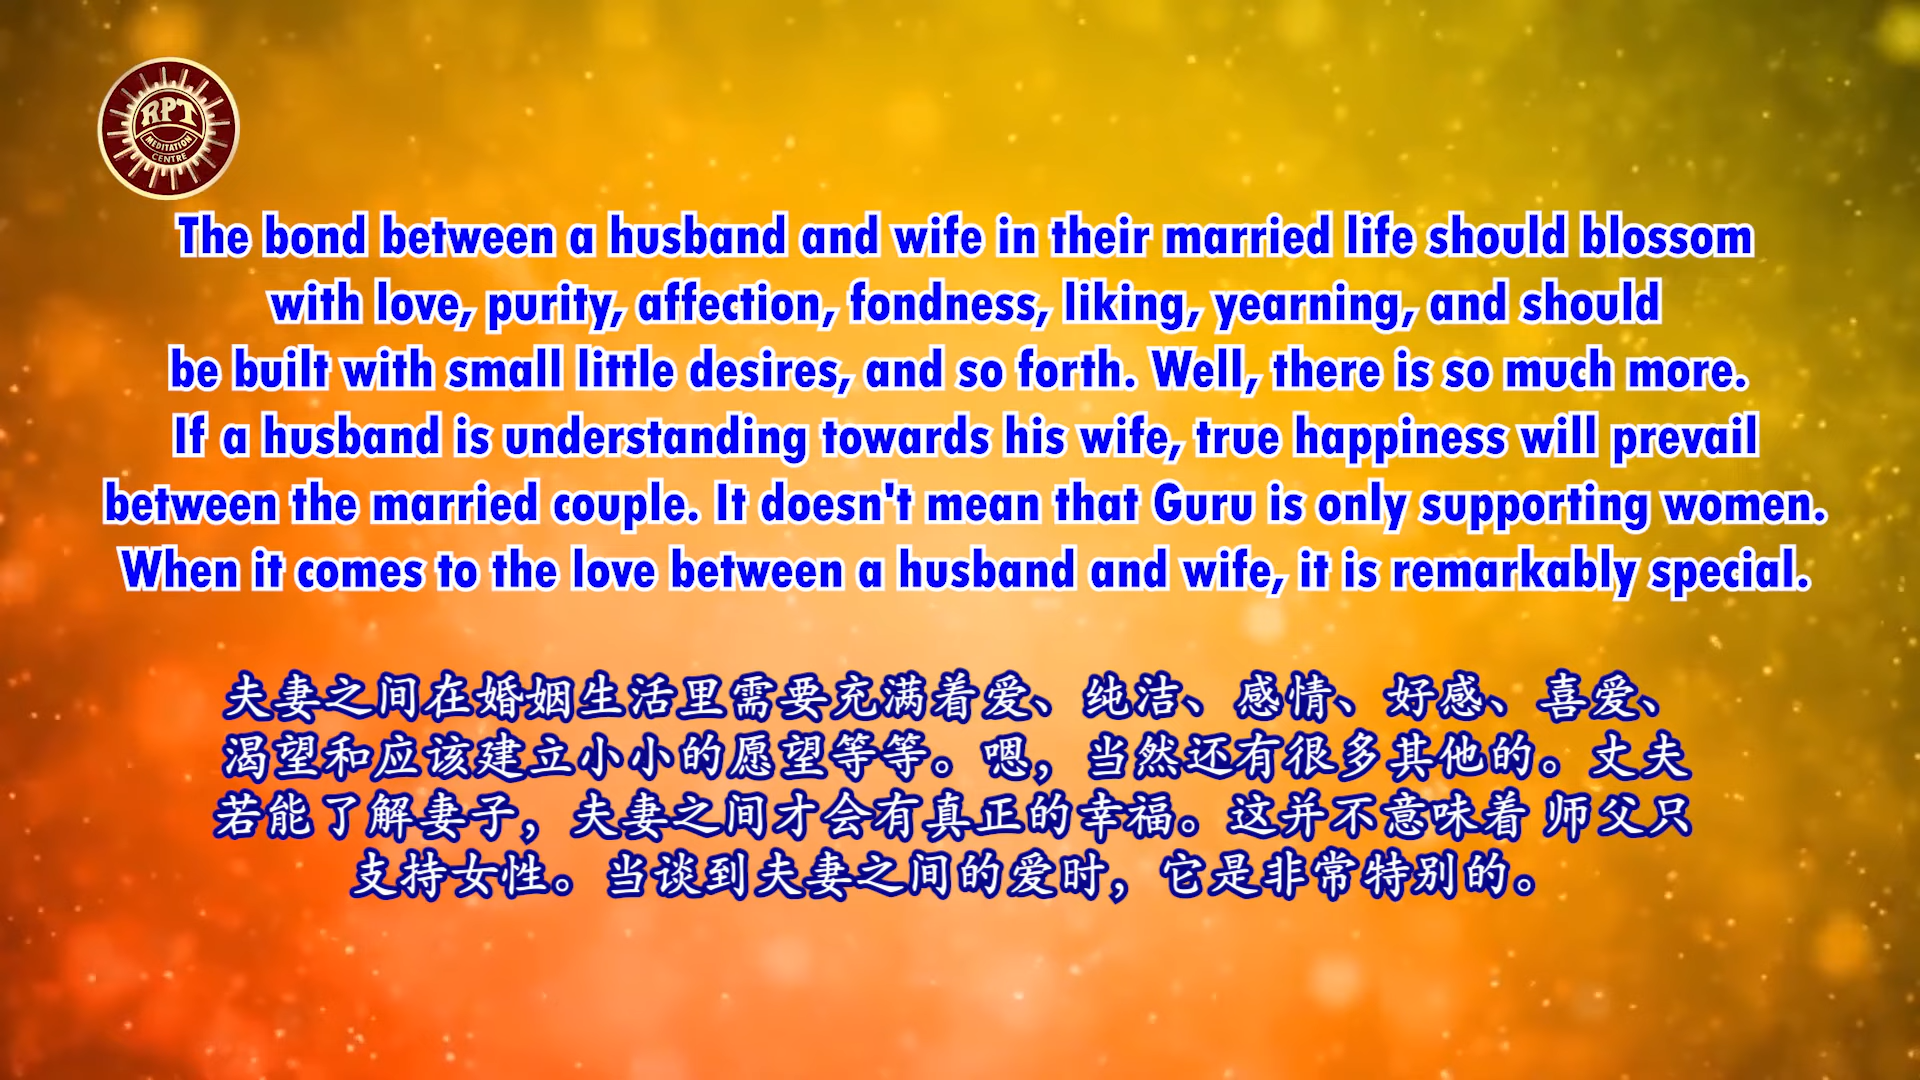 RPT
MEDITATION
CENTRE
The bond between a husband and wife in their married life should blossom
with love, purity, affection, fondness, liking, yearning, and should
be built with small little desires, and so forth. Well, there is so much more.
If a husband is understanding towards his wife, true happiness will prevail
between the married couple. It doesn't mean that Guru is only supporting women.
When it comes to the love between a husband and wife, it is remarkably special.
夫妻之间在婚姻生活里需要充满着爱、纯洁、感情、好感、喜爱、
渴望和应该建立小小的愿望等等。嗯，当然还有很多其他的。丈夫
若能了解妻子，夫妻之间才会有真正的幸福。这并不意味着 师父只
支持女性。当谈到夫妻之间的爱时，它是非常特别的。